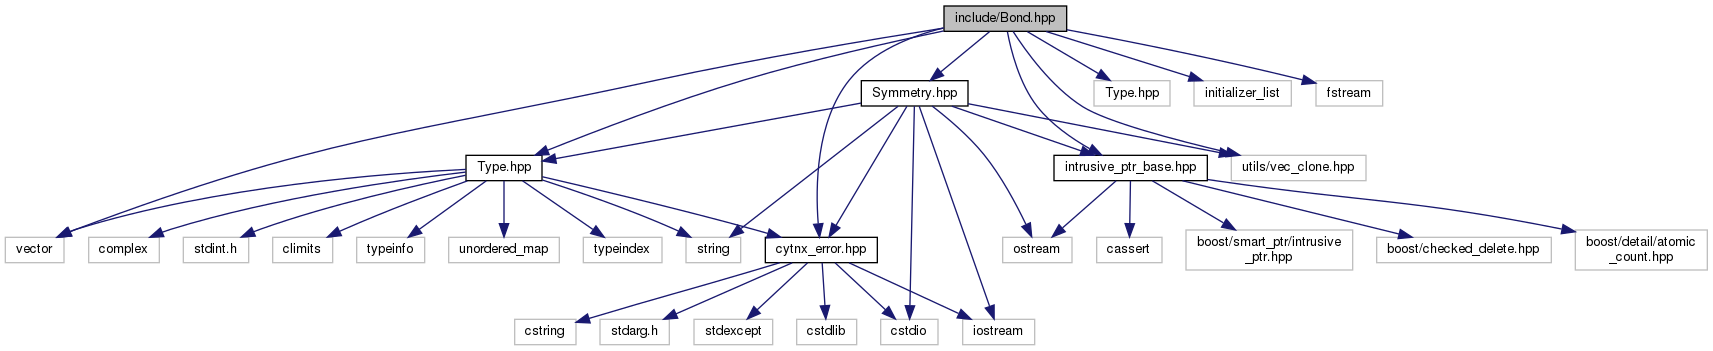 include/Bond.hpp
Symmetry.hpp
Type.hpp
initializer_list
fstream
Type.hpp
intrusive_ptr_base.hpp
utils/vec_clone.hpp
vector
complex
stdint.h
climits
typeinfo
unordered_map
typeindex
string
cytnx_error.hpp
ostream
cassert
boost/smart_ptr/intrusive
_ptr.hpp
boost/checked_delete.hpp
boost/detail/atomic
_count.hpp
cstring
stdarg.h
stdexcept
cstdlib
cstdio
iostream